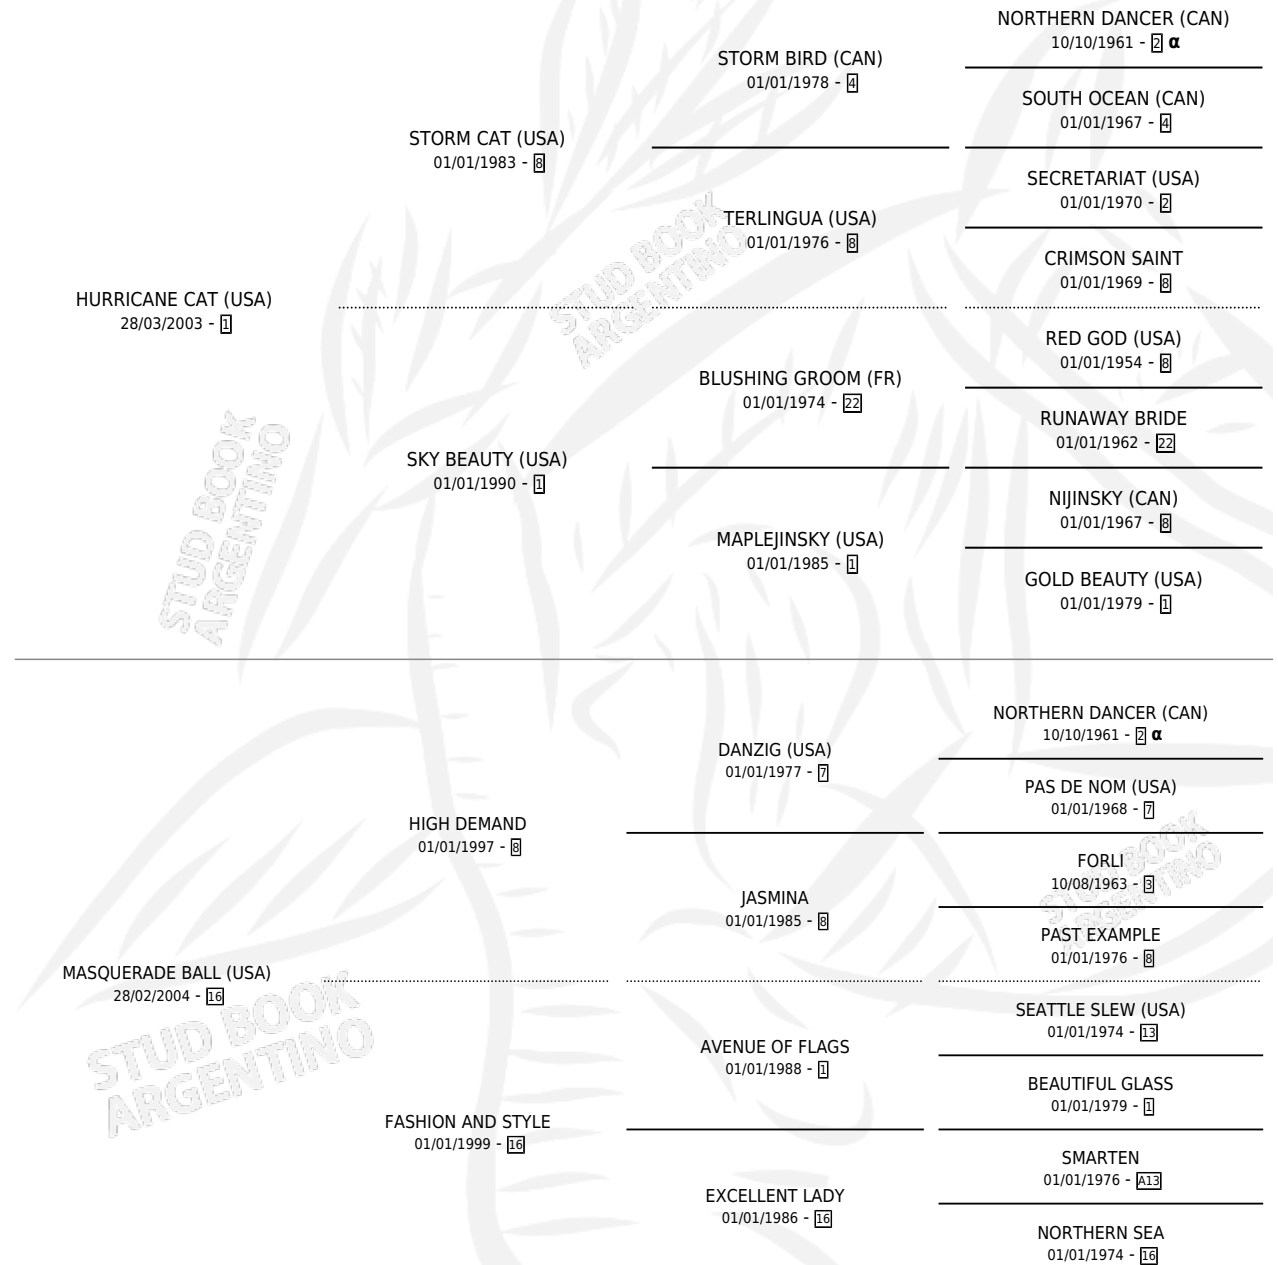 NORTHERN DANCER (CAN)
10/10/1961 - 2 α
STORM BIRD (CAN)
01/01/1978 - 4
SOUTH OCEAN (CAN)
01/01/1967 - 4
STORM CAT (USA)
01/01/1983 - 8
SECRETARIAT (USA)
01/01/1970 - 2
TERLINGUA (USA)
01/01/1976 - 8
CRIMSON SAINT
01/01/1969 - 8
HURRICANE CAT (USA)
28/03/2003 - 1
RED GOD (USA)
01/01/1954 - 8
BLUSHING GROOM (FR)
01/01/1974 - 22
RUNAWAY BRIDE
01/01/1962 - 22
SKY BEAUTY (USA)
01/01/1990 - 1
NIJINSKY (CAN)
01/01/1967 - 8
MAPLEJINSKY (USA)
01/01/1985 - 1
GOLD BEAUTY (USA)
01/01/1979 - 1
NORTHERN DANCER (CAN)
10/10/1961 - 2 α
DANZIG (USA)
01/01/1977 - 7
PAS DE NOM (USA)
01/01/1968 - 7
HIGH DEMAND
01/01/1997 - 8
FORLI
10/08/1963 - 3
JASMINA
01/01/1985 - 8
PAST EXAMPLE
01/01/1976 - 8
MASQUERADE BALL (USA)
28/02/2004 - 16
SEATTLE SLEW (USA)
01/01/1974 - 13
AVENUE OF FLAGS
01/01/1988 - 1
BEAUTIFUL GLASS
01/01/1979 - 1
FASHION AND STYLE
01/01/1999 - 16
SMARTEN
01/01/1976 - A13
EXCELLENT LADY
01/01/1986 - 16
NORTHERN SEA
01/01/1974 - 16
STUD BOOK
ARGENTINO
STUD BOOK
ARGENTINO
STUD BOOK
ARGENTINO
STUD BOOK
ARGENTINO